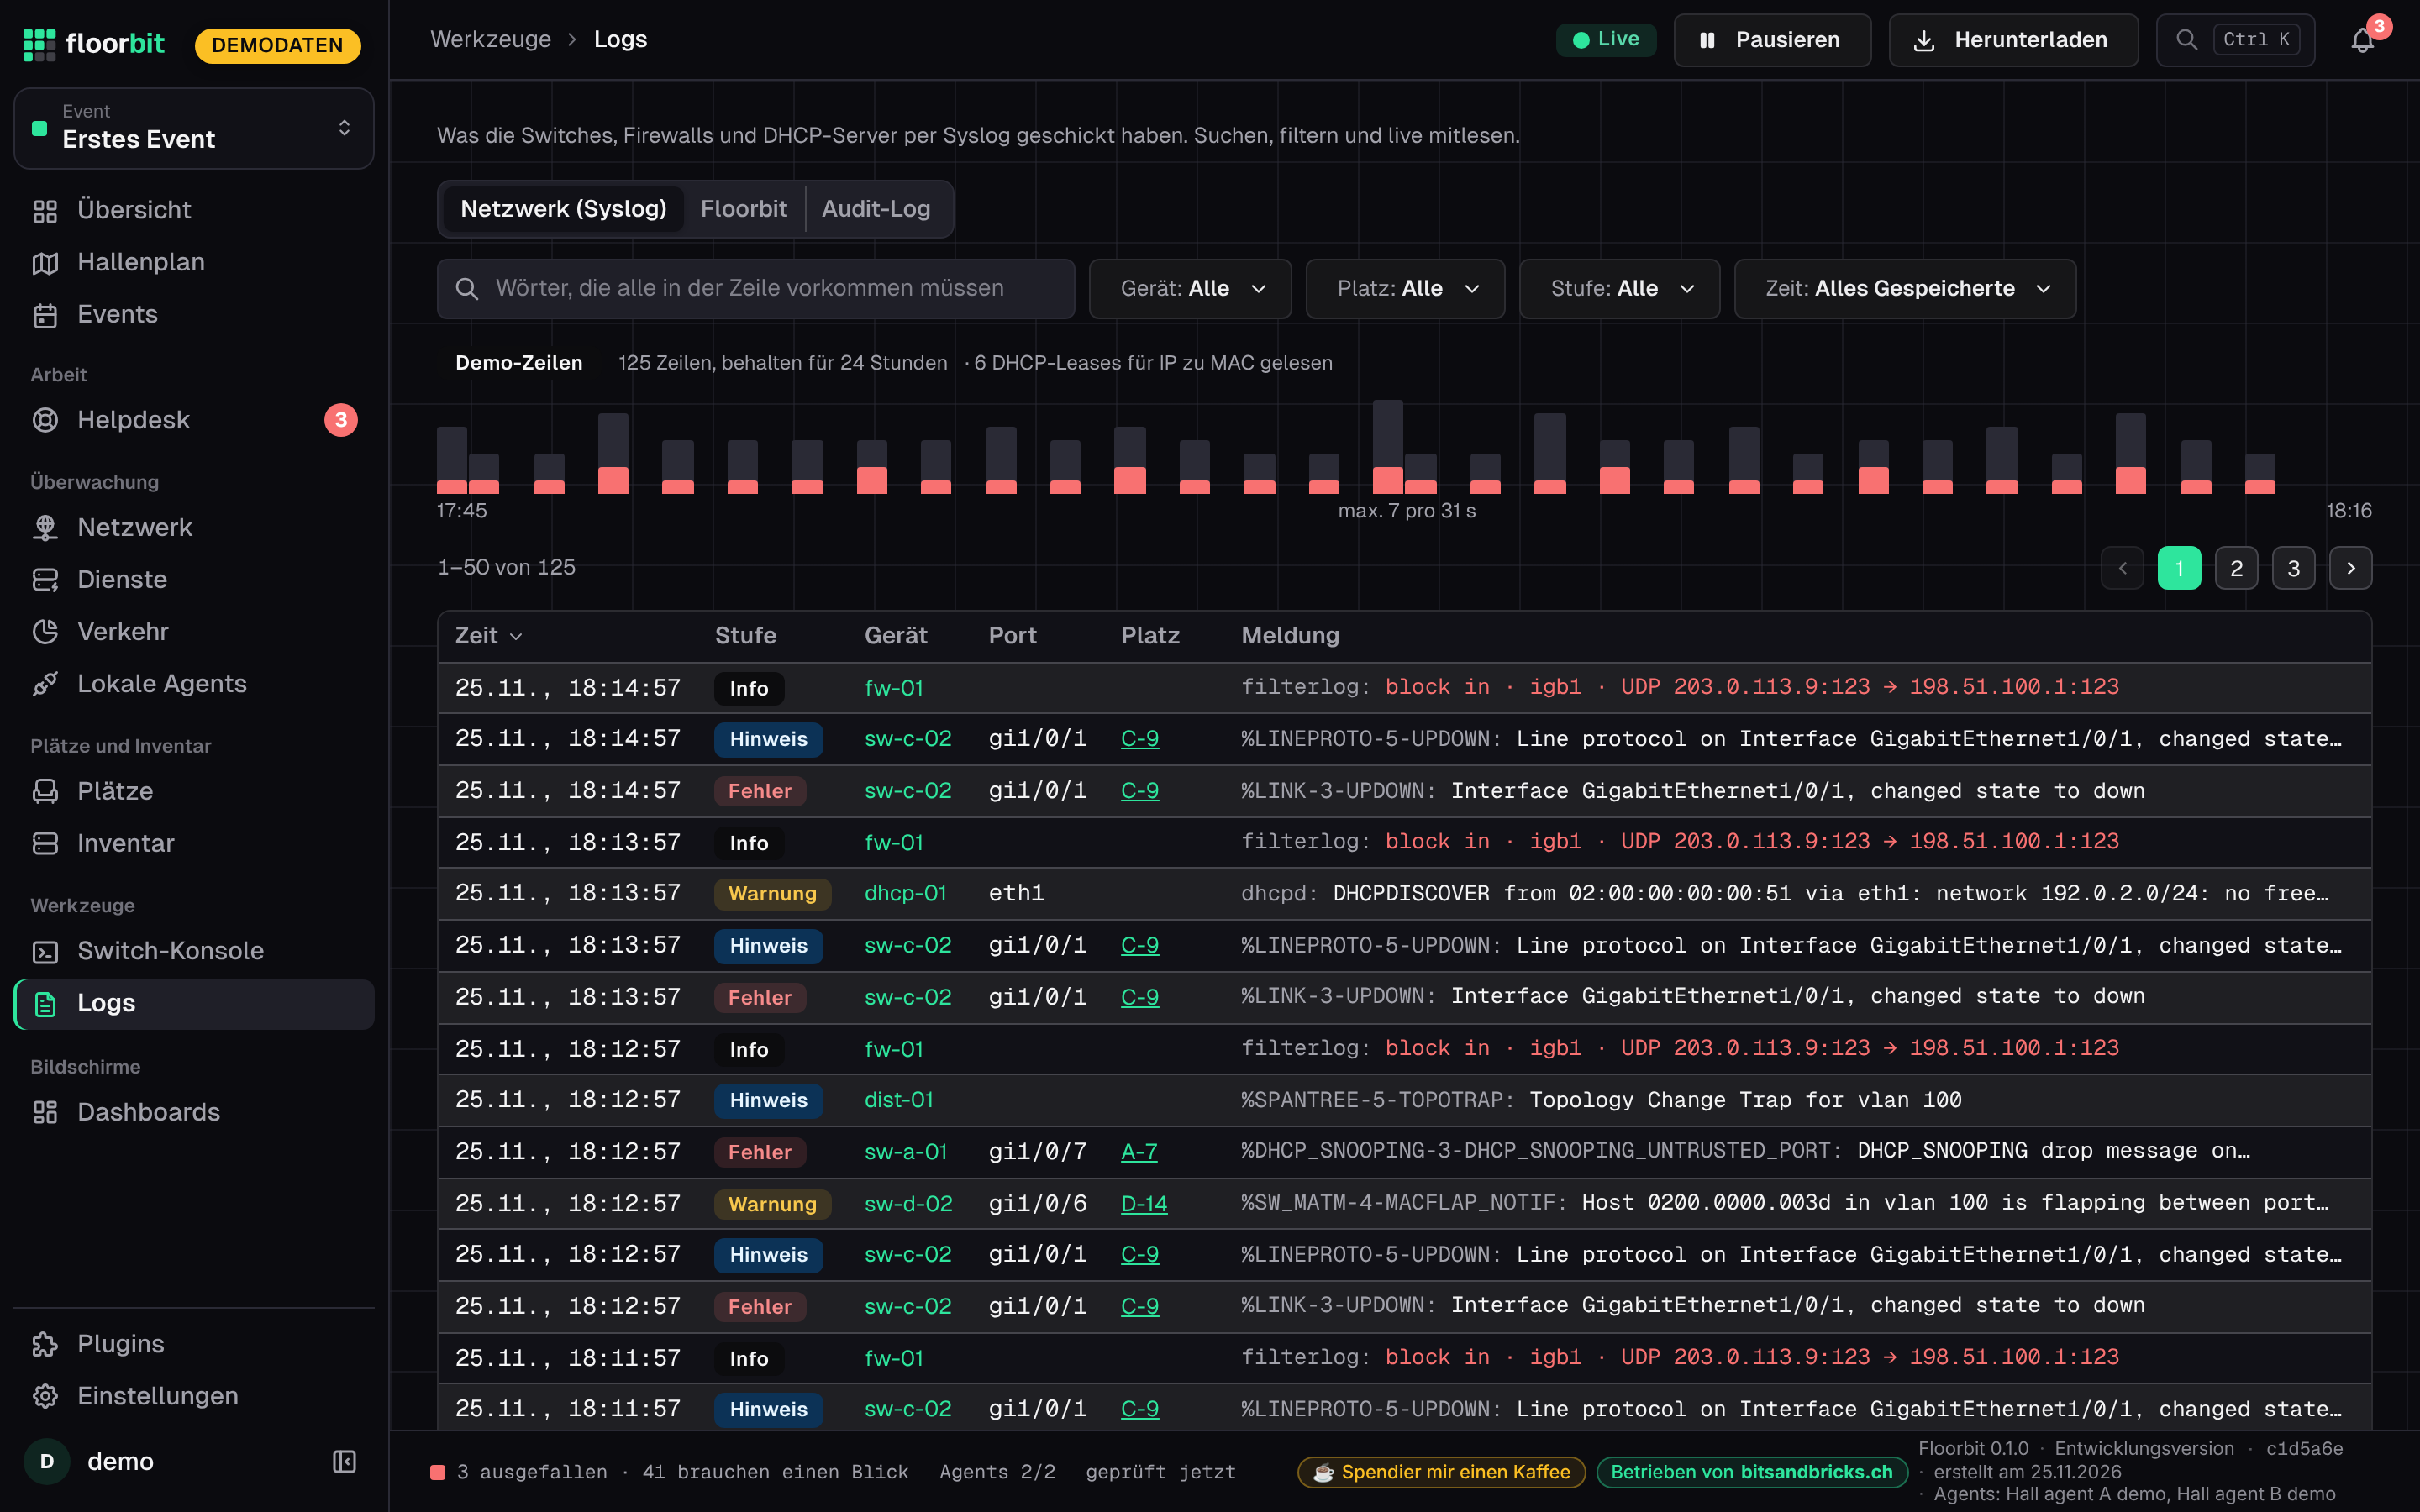 floorbit DEMODATEN
Event
Erstes Event
Übersicht
Hallenplan
Events
Arbeit
Helpdesk 3
Überwachung
Netzwerk
Dienste
Verkehr
Lokale Agents
Plätze und Inventar
Plätze
Inventar
Werkzeuge
Switch-Konsole
Logs
Bildschirme
Dashboards
Plugins
Einstellungen
D demo
Werkzeuge > Logs Live Pausieren Herunterladen Ctrl K 3
Was die Switches, Firewalls und DHCP-Server per Syslog geschickt haben. Suchen, filtern und live mitlesen.
Netzwerk (Syslog) Floorbit Audit-Log
Wörter, die alle in der Zeile vorkommen müssen Gerät: Alle Platz: Alle Stufe: Alle Zeit: Alles Gespeicherte
Demo-Zeilen 125 Zeilen, behalten für 24 Stunden · 6 DHCP-Leases für IP zu MAC gelesen
17:45 max. 7 pro 31 s 18:16
1–50 von 125 1 2 3
Zeit Stufe Gerät Port Platz Meldung
25.11., 18:14:57 Info fw-01 filterlog: block in · igb1 · UDP 203.0.113.9:123 → 198.51.100.1:123
25.11., 18:14:57 Hinweis sw-c-02 gi1/0/1 C-9 %LINEPROTO-5-UPDOWN: Line protocol on Interface GigabitEthernet1/0/1, changed state…
25.11., 18:14:57 Fehler sw-c-02 gi1/0/1 C-9 %LINK-3-UPDOWN: Interface GigabitEthernet1/0/1, changed state to down
25.11., 18:13:57 Info fw-01 filterlog: block in · igb1 · UDP 203.0.113.9:123 → 198.51.100.1:123
25.11., 18:13:57 Warnung dhcp-01 eth1 dhcpd: DHCPDISCOVER from 02:00:00:00:00:51 via eth1: network 192.0.2.0/24: no free…
25.11., 18:13:57 Hinweis sw-c-02 gi1/0/1 C-9 %LINEPROTO-5-UPDOWN: Line protocol on Interface GigabitEthernet1/0/1, changed state…
25.11., 18:13:57 Fehler sw-c-02 gi1/0/1 C-9 %LINK-3-UPDOWN: Interface GigabitEthernet1/0/1, changed state to down
25.11., 18:12:57 Info fw-01 filterlog: block in · igb1 · UDP 203.0.113.9:123 → 198.51.100.1:123
25.11., 18:12:57 Hinweis dist-01 %SPANTREE-5-TOPOTRAP: Topology Change Trap for vlan 100
25.11., 18:12:57 Fehler sw-a-01 gi1/0/7 A-7 %DHCP_SNOOPING-3-DHCP_SNOOPING_UNTRUSTED_PORT: DHCP_SNOOPING drop message on…
25.11., 18:12:57 Warnung sw-d-02 gi1/0/6 D-14 %SW_MATM-4-MACFLAP_NOTIF: Host 0200.0000.003d in vlan 100 is flapping between port…
25.11., 18:12:57 Hinweis sw-c-02 gi1/0/1 C-9 %LINEPROTO-5-UPDOWN: Line protocol on Interface GigabitEthernet1/0/1, changed state…
25.11., 18:12:57 Fehler sw-c-02 gi1/0/1 C-9 %LINK-3-UPDOWN: Interface GigabitEthernet1/0/1, changed state to down
25.11., 18:11:57 Info fw-01 filterlog: block in · igb1 · UDP 203.0.113.9:123 → 198.51.100.1:123
25.11., 18:11:57 Hinweis sw-c-02 gi1/0/1 C-9 %LINEPROTO-5-UPDOWN: Line protocol on Interface GigabitEthernet1/0/1, changed state…
3 ausgefallen · 41 brauchen einen Blick Agents 2/2 geprüft jetzt Spendier mir einen Kaffee Betrieben von bitsandbricks.ch
Floorbit 0.1.0 · Entwicklungsversion · c1d5a6e
· erstellt am 25.11.2026
· Agents: Hall agent A demo, Hall agent B demo